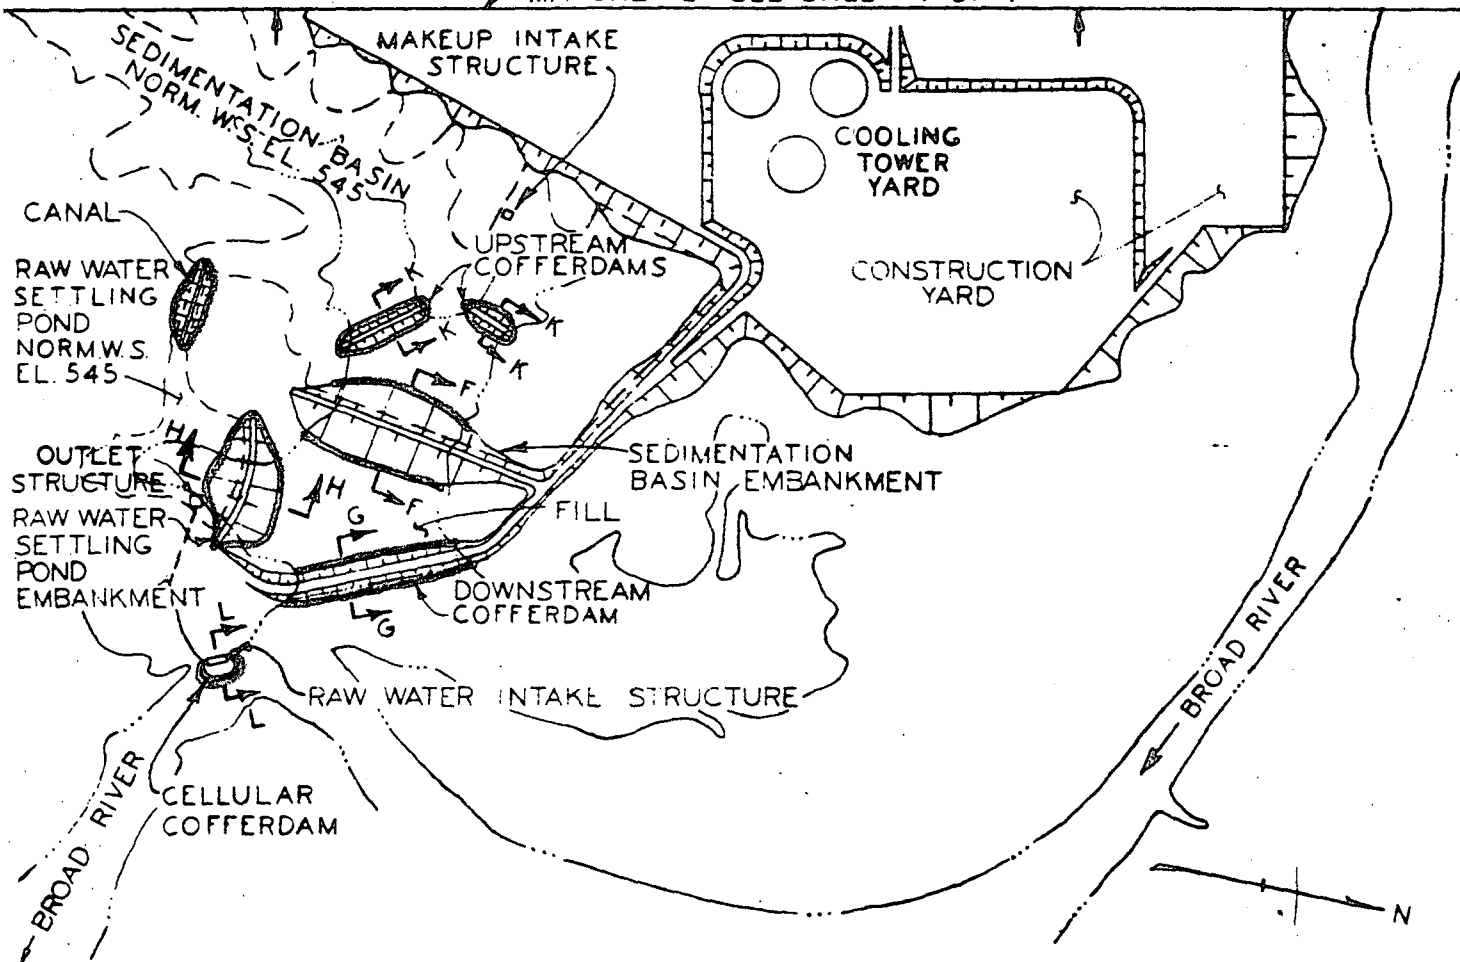 MAKEUP INTAKE
STRUCTURE
SEDIMENTATION BASIN
NORM. W.S. EL. 545
COOLING
TOWER
YARD
CANAL
UPSTREAM
COFFERDAMS
RAW WATER
SETTLING
POND
NORM.W.S.
EL. 545
CONSTRUCTION
YARD
K
K
K
K
F
H
OUTLET
STRUCTURE
SEDIMENTATION
BASIN EMBANKMENT
H
F
RAW WATER
SETTLING
POND
EMBANKMENT
G
FILL
DOWNSTREAM
COFFERDAM
L
G
BROAD RIVER
RAW WATER INTAKE STRUCTURE
L
CELLULAR
COFFERDAM
BROAD RIVER
N